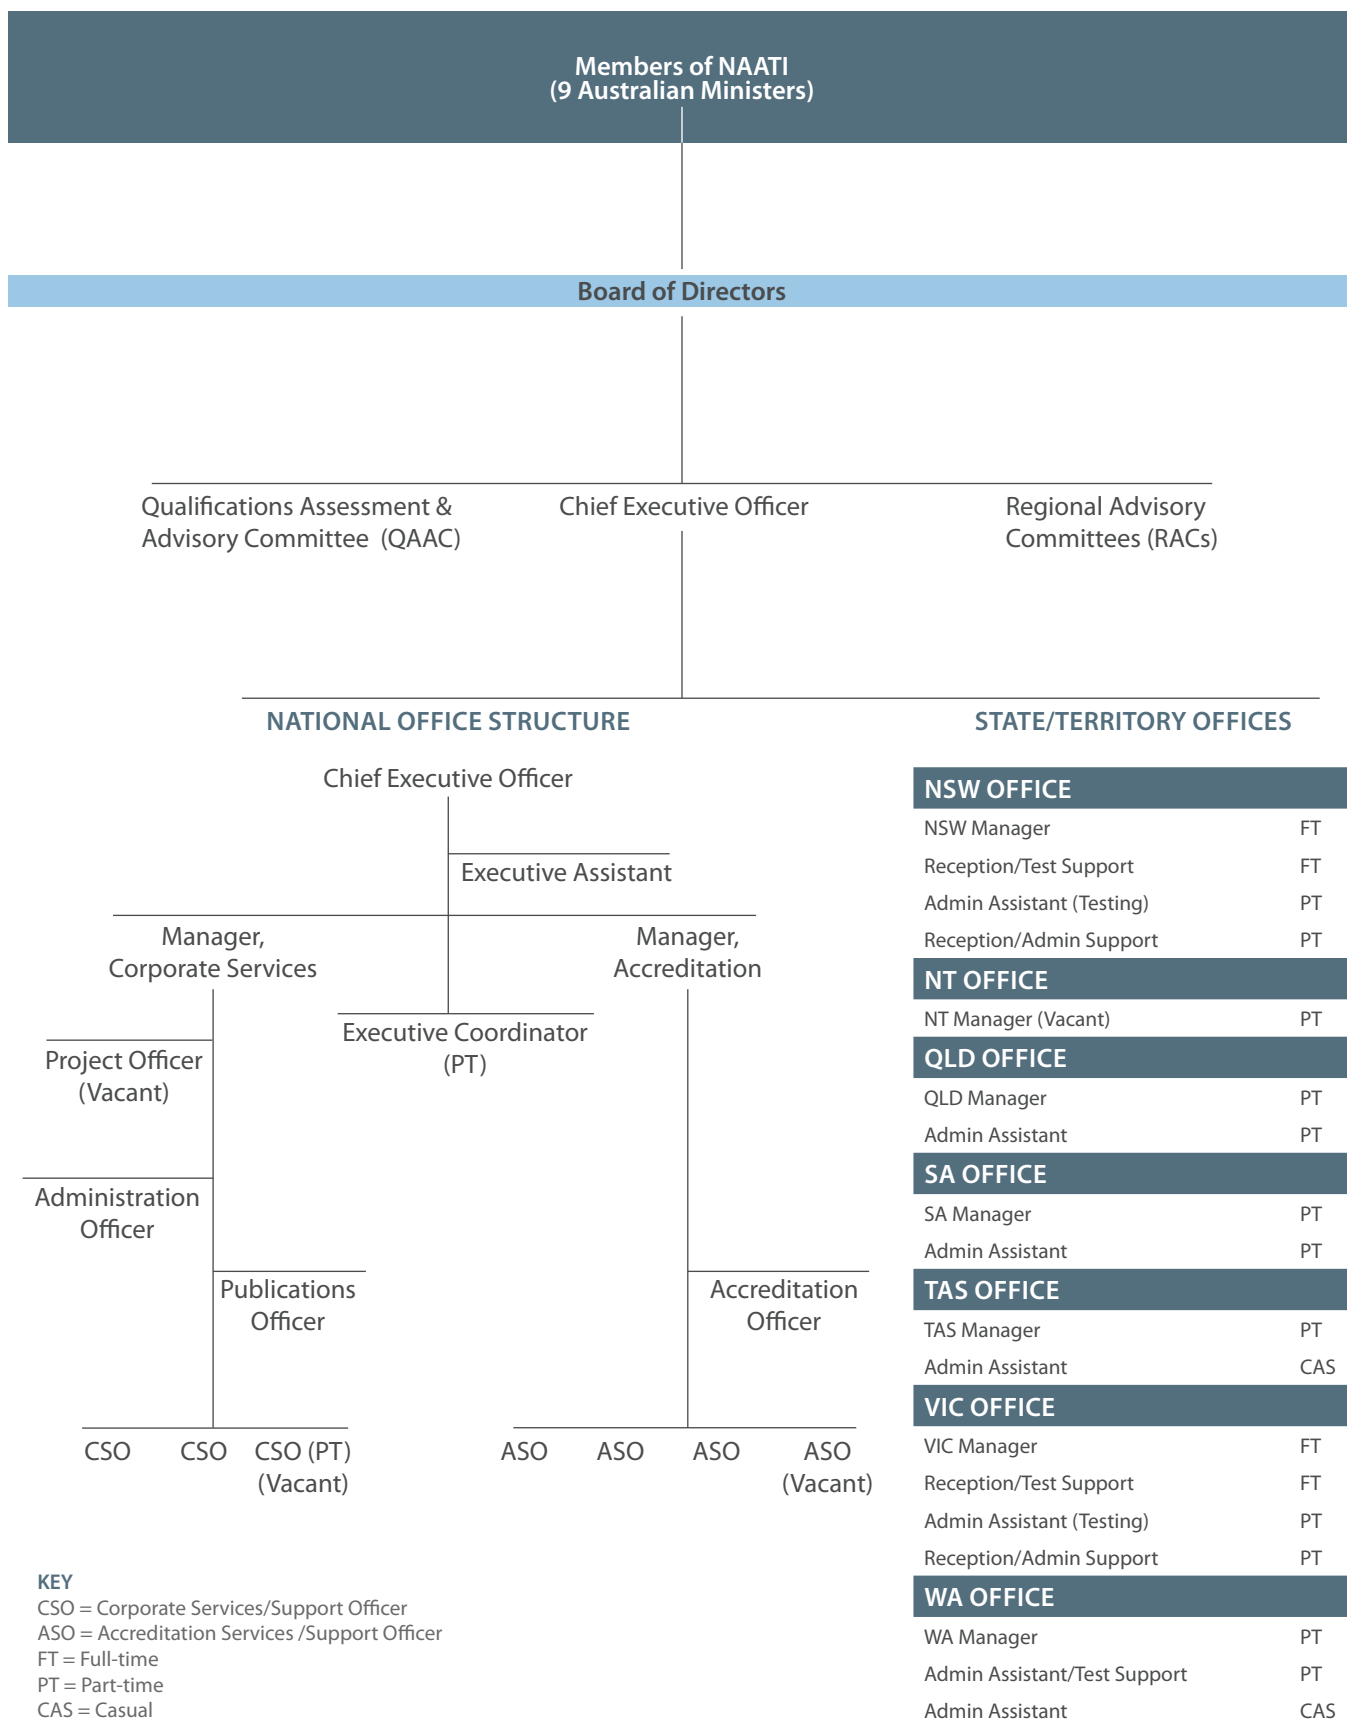 Members of NAATI
(9 Australian Ministers)
Board of Directors
Qualifications Assessment &
Advisory Committee (QAAC)
Chief Executive Officer
Regional Advisory
Committees (RACs)
NATIONAL OFFICE STRUCTURE
Chief Executive Officer
Executive Assistant
Manager,
Corporate Services
Manager,
Accreditation
Executive Coordinator
(PT)
Project Officer
(Vacant)
Administration
Officer
Publications
Officer
Accreditation
Officer
CSO
CSO
CSO (PT)
(Vacant)
ASO
ASO
ASO
ASO
(Vacant)
STATE/TERRITORY OFFICES
NSW OFFICE
NSW Manager FT
Reception/Test Support FT
Admin Assistant (Testing) PT
Reception/Admin Support PT
NT OFFICE
NT Manager (Vacant) PT
QLD OFFICE
QLD Manager PT
Admin Assistant PT
SA OFFICE
SA Manager PT
Admin Assistant PT
TAS OFFICE
TAS Manager PT
Admin Assistant CAS
VIC OFFICE
VIC Manager FT
Reception/Test Support FT
Admin Assistant (Testing) PT
Reception/Admin Support PT
WA OFFICE
WA Manager PT
Admin Assistant/Test Support PT
Admin Assistant CAS
KEY
CSO = Corporate Services/Support Officer
ASO = Accreditation Services /Support Officer
FT = Full-time
PT = Part-time
CAS = Casual